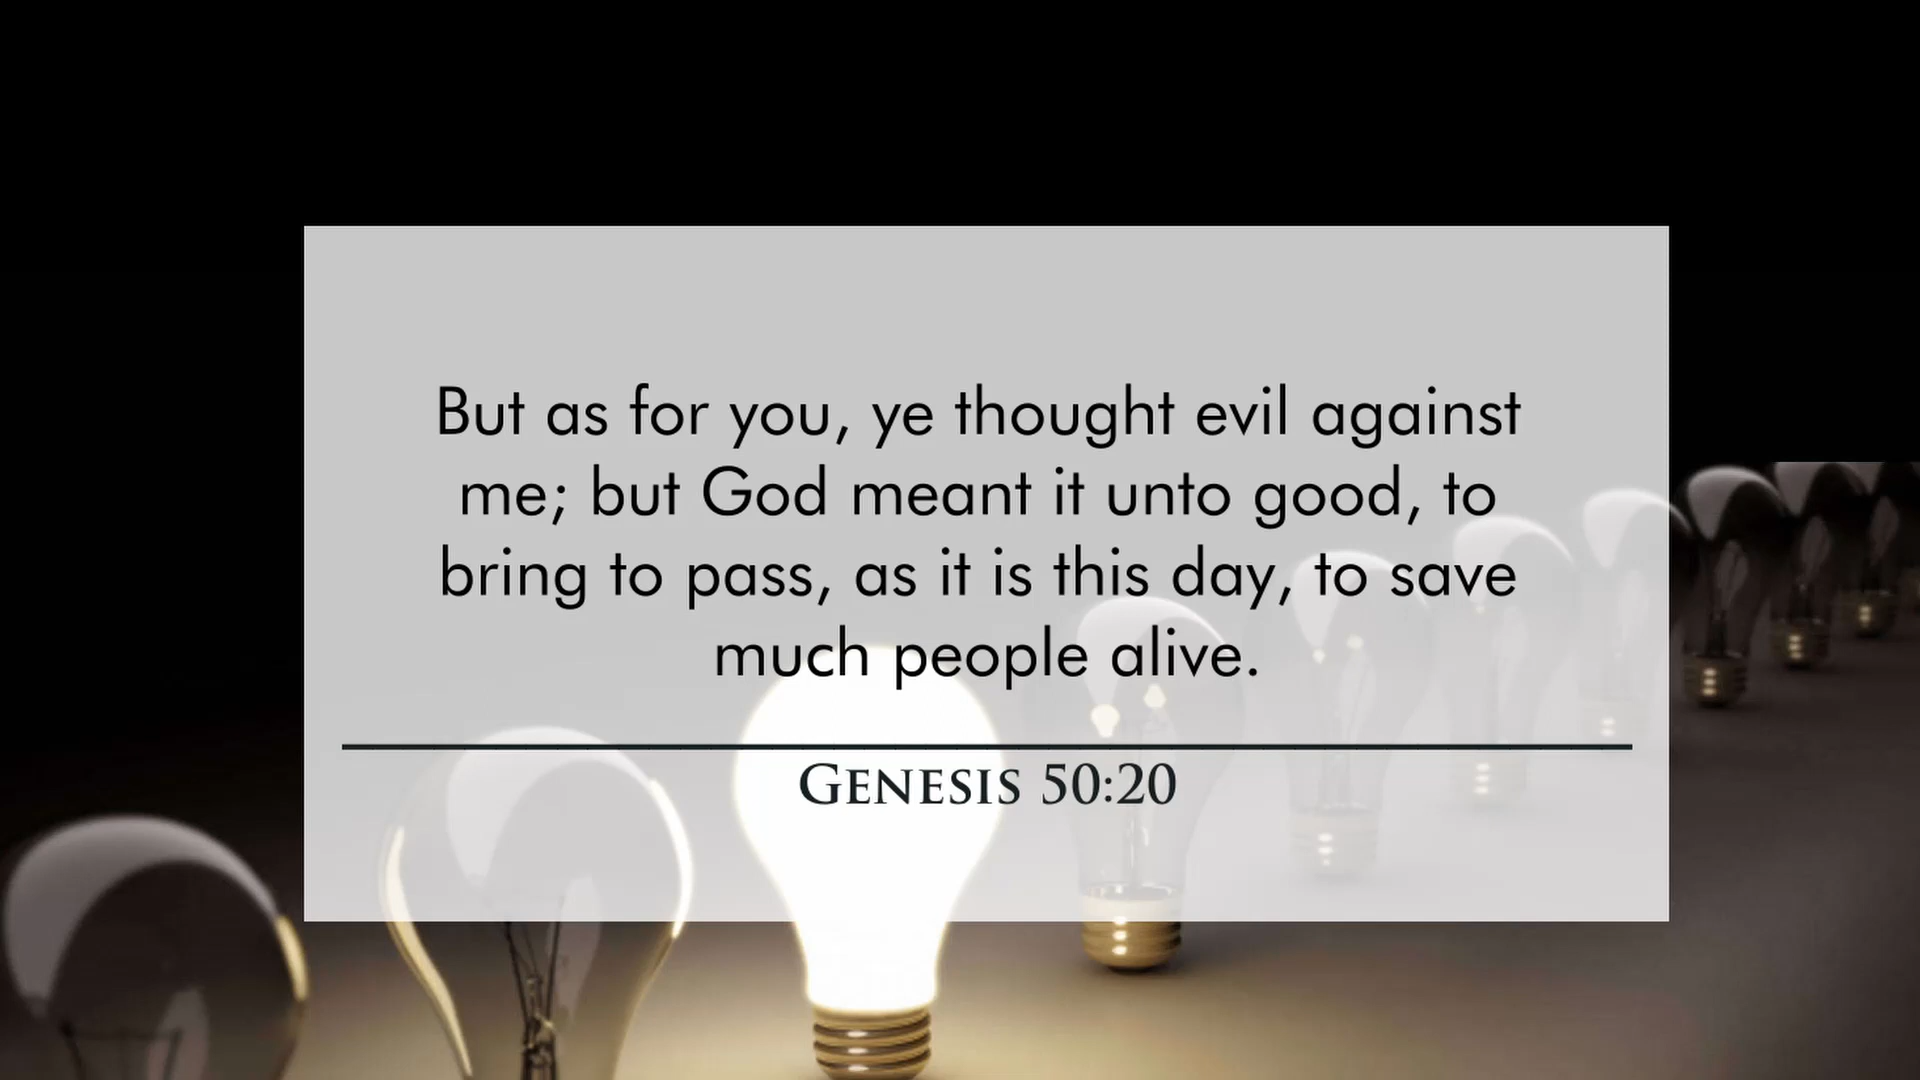 But as for you, ye thought evil against
me; but God meant it unto good, to
bring to pass, as it is this day, to save
much people alive.
GENESIS 50:20